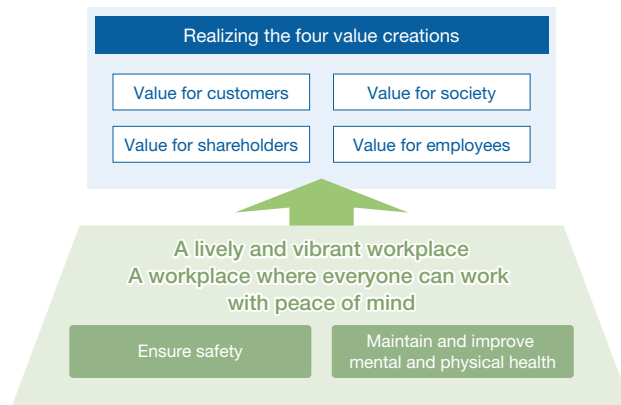 Realizing the four value creations
Value for customers
Value for society
Value for shareholders
Value for employees
A lively and vibrant workplace
A workplace where everyone can work
with peace of mind
Ensure safety
Maintain and improve
mental and physical health